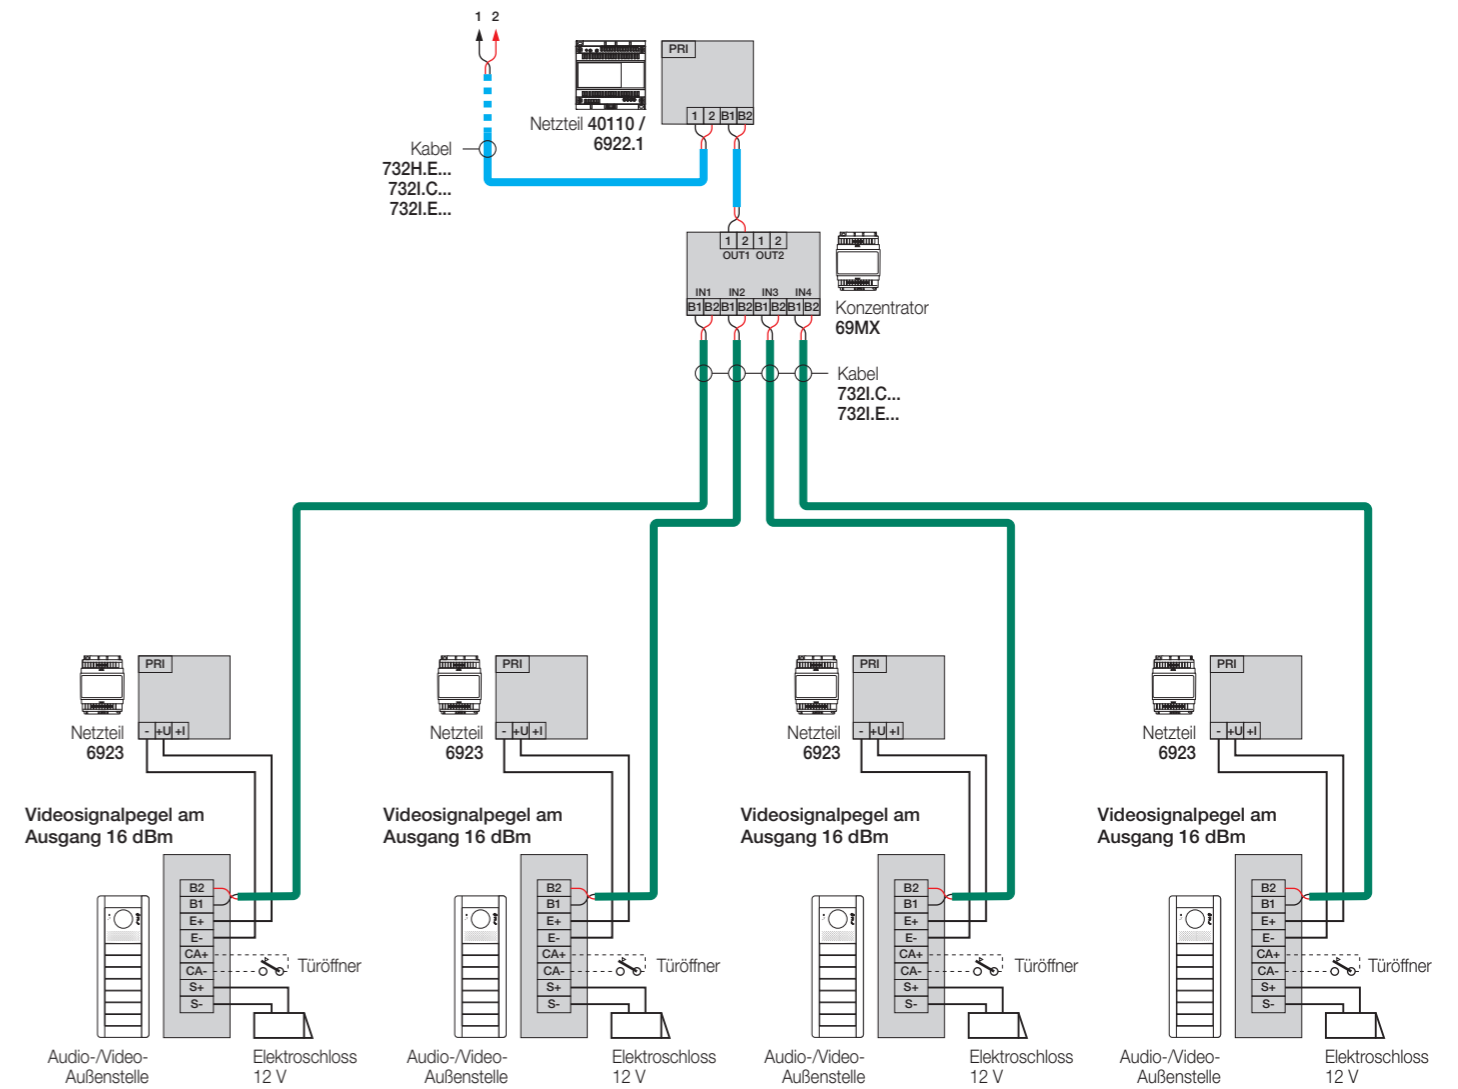 1 2
PRI
1 2 B1 B2
Netzteil 40110 /
6922.1
Kabel
732H.E...
732I.C...
732I.E...
1 2 1 2
OUT1 OUT2
IN1 IN2 IN3 IN4
B1 B2 B1 B2 B1 B2 B1 B2
Konzentrator
69MX
Kabel
732I.C...
732I.E...
PRI
- +U +I
Netzteil
6923
Videosignalpegel am
Ausgang 16 dBm
B2
B1
E+
E-
CA+
CA-
S+
S-
Türöffner
Audio-/Video-
Außenstelle
Elektroschloss
12 V
PRI
- +U +I
Netzteil
6923
Videosignalpegel am
Ausgang 16 dBm
B2
B1
E+
E-
CA+
CA-
S+
S-
Türöffner
Audio-/Video-
Außenstelle
Elektroschloss
12 V
PRI
- +U +I
Netzteil
6923
Videosignalpegel am
Ausgang 16 dBm
B2
B1
E+
E-
CA+
CA-
S+
S-
Türöffner
Audio-/Video-
Außenstelle
Elektroschloss
12 V
PRI
- +U +I
Netzteil
6923
Videosignalpegel am
Ausgang 16 dBm
B2
B1
E+
E-
CA+
CA-
S+
S-
Türöffner
Audio-/Video-
Außenstelle
Elektroschloss
12 V